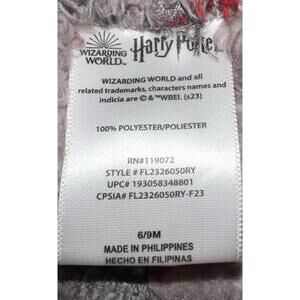 WIZARDING WORLD Harry Potter
WIZARDING WORLD and all
related trademarks, characters names and
indicia are © & ™WBEI. (s23)
100% POLYESTER/POLIESTER
RN#119072
STYLE # FL2326050RY
UPC# 193058348801
CPSIA# FL2326050RY-F23
6/9M
MADE IN PHILIPPINES
HECHO EN FILIPINAS